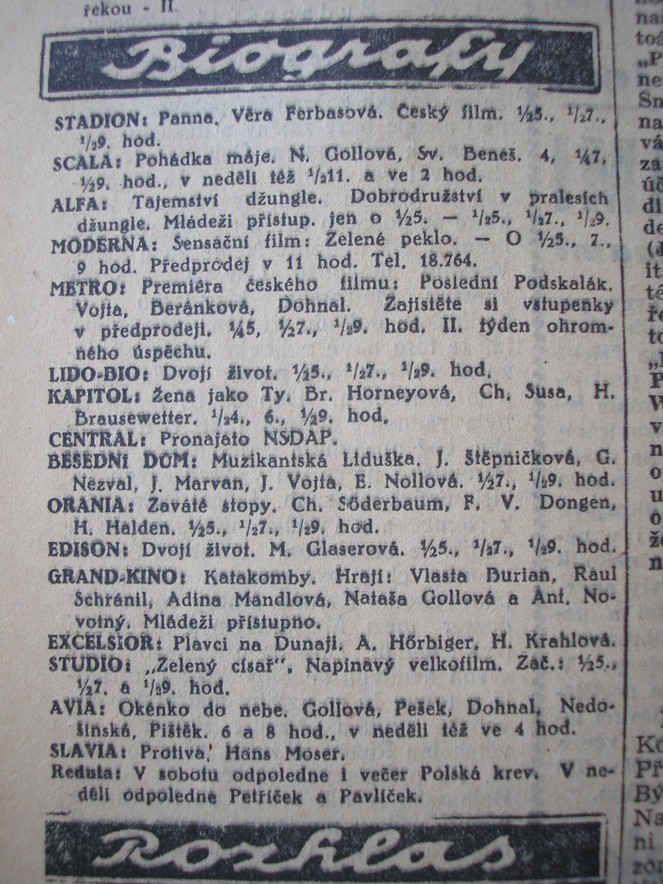 řekou - II.
Biografy
STADION: Panna. Věra Ferbasová. Český film. ½5., ½7.,
½9. hod.
SCALA: Pohádka máje. N. Gollová, Sv. Beneš. 4, ¼7,
½9. hod., v neděli též ½11. a ve 2 hod.
ALFA: Tajemství džungle. Dobrodružství v pralesích
džungle. Mládeži přístup. jen o ½5. — ½5., ½7., ½9.
MODERNA: Sensační film: Zelené peklo. — O ½5., 7.,
9 hod. Předprodej v 11 hod. Tel. 18.764.
METRO: Premiéra českého filmu: Poslední Podskalák.
Vojta, Beránková, Dohnal. Zajistěte si vstupenky
v předprodeji. ¼5, ½7., ½9. hod. II. týden ohrom-
ného úspěchu.
LIDO-BIO: Dvojí život. ½5., ½7., ½9. hod.
KAPITOL: Žena jako Ty. Br. Horneyová, Ch. Susa, H.
Brausewetter. ½4., 6., ½9. hod.
CENTRAL: Pronajato NSDAP.
BESEDNÍ DŮM: Muzikantská Liduška. J. Štěpničková, G.
Nezval, J. Marvan, J. Vojta, E. Nollová. ½7., ½9. hod.
ORANIA: Zaváté stopy. Ch. Söderbaum, F. V. Dongen,
H. Halden. ½5., ½7., ½9. hod.
EDISON: Dvojí život. M. Glaserová. ½5., ½7., ½9. hod.
GRAND-KINO: Katakomby. Hrají: Vlasta Burian, Raul
Schránil, Adina Mandlová, Nataša Gollová a Ant. No-
votný. Mládeži přístupno.
EXCELSIOR: Plavci na Dunaji. A. Hörbiger, H. Krahlová.
STUDIO: „Zelený císař“. Napínavý velkofilm. Zač.: ½5.,
½7. a ½9. hod.
AVIA: Okénko do nebe. Gollová, Pešek, Dohnal, Nedo-
šínská, Pištěk. 6 a 8 hod., v neděli též ve 4 hod.
SLAVIA: Protiva. Hans Moser.
Reduta: V sobotu odpoledne i večer Polská krev. V ne-
děli odpoledne Petříček a Pavlíček.
Rozhlas